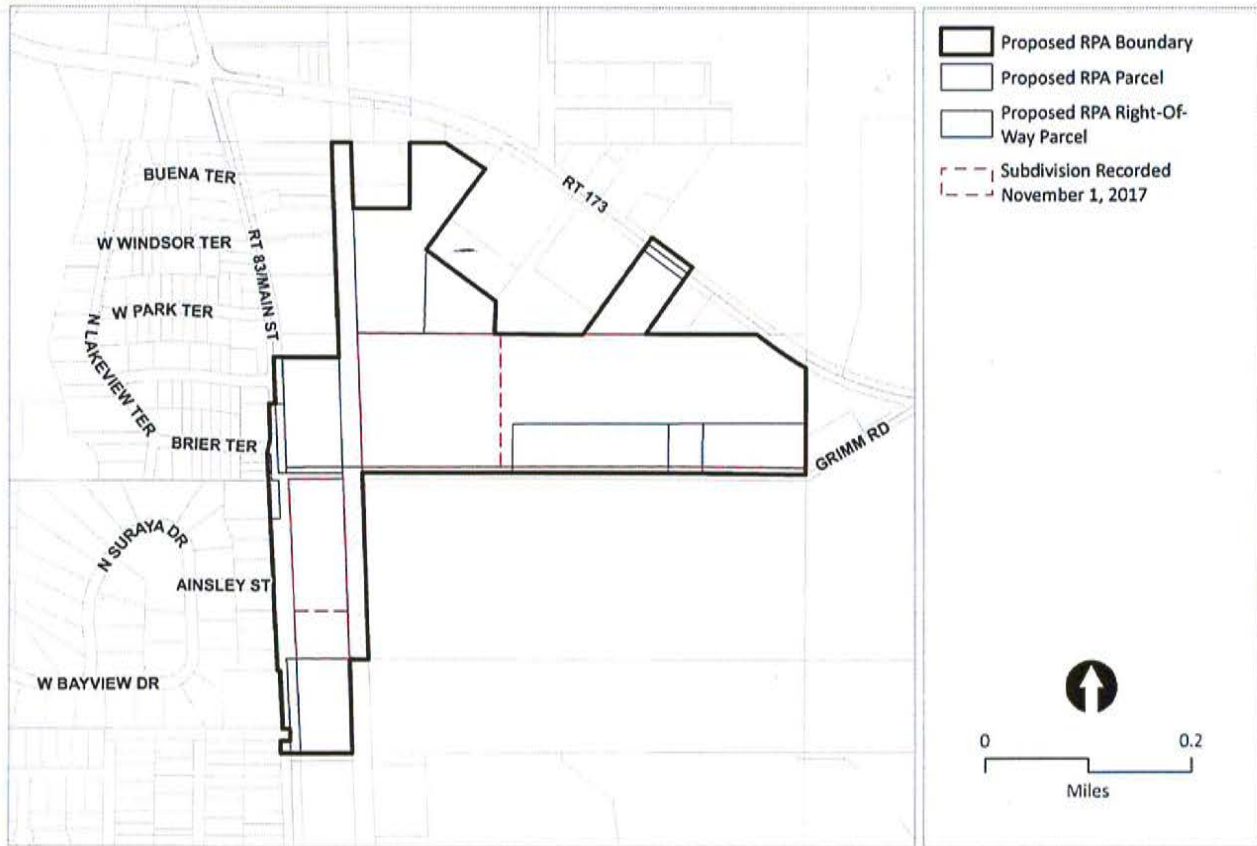 BUENA TER
W WINDSOR TER
RT 83/MAIN ST
W PARK TER
N LAKEVIEW TER
BRIER TER
RT 173
GRIMM RD
N SURAYA DR
AINSLEY ST
W BAYVIEW DR
Proposed RPA Boundary
Proposed RPA Parcel
Proposed RPA Right-Of-
Way Parcel
Subdivision Recorded
November 1, 2017
0
0.2
Miles